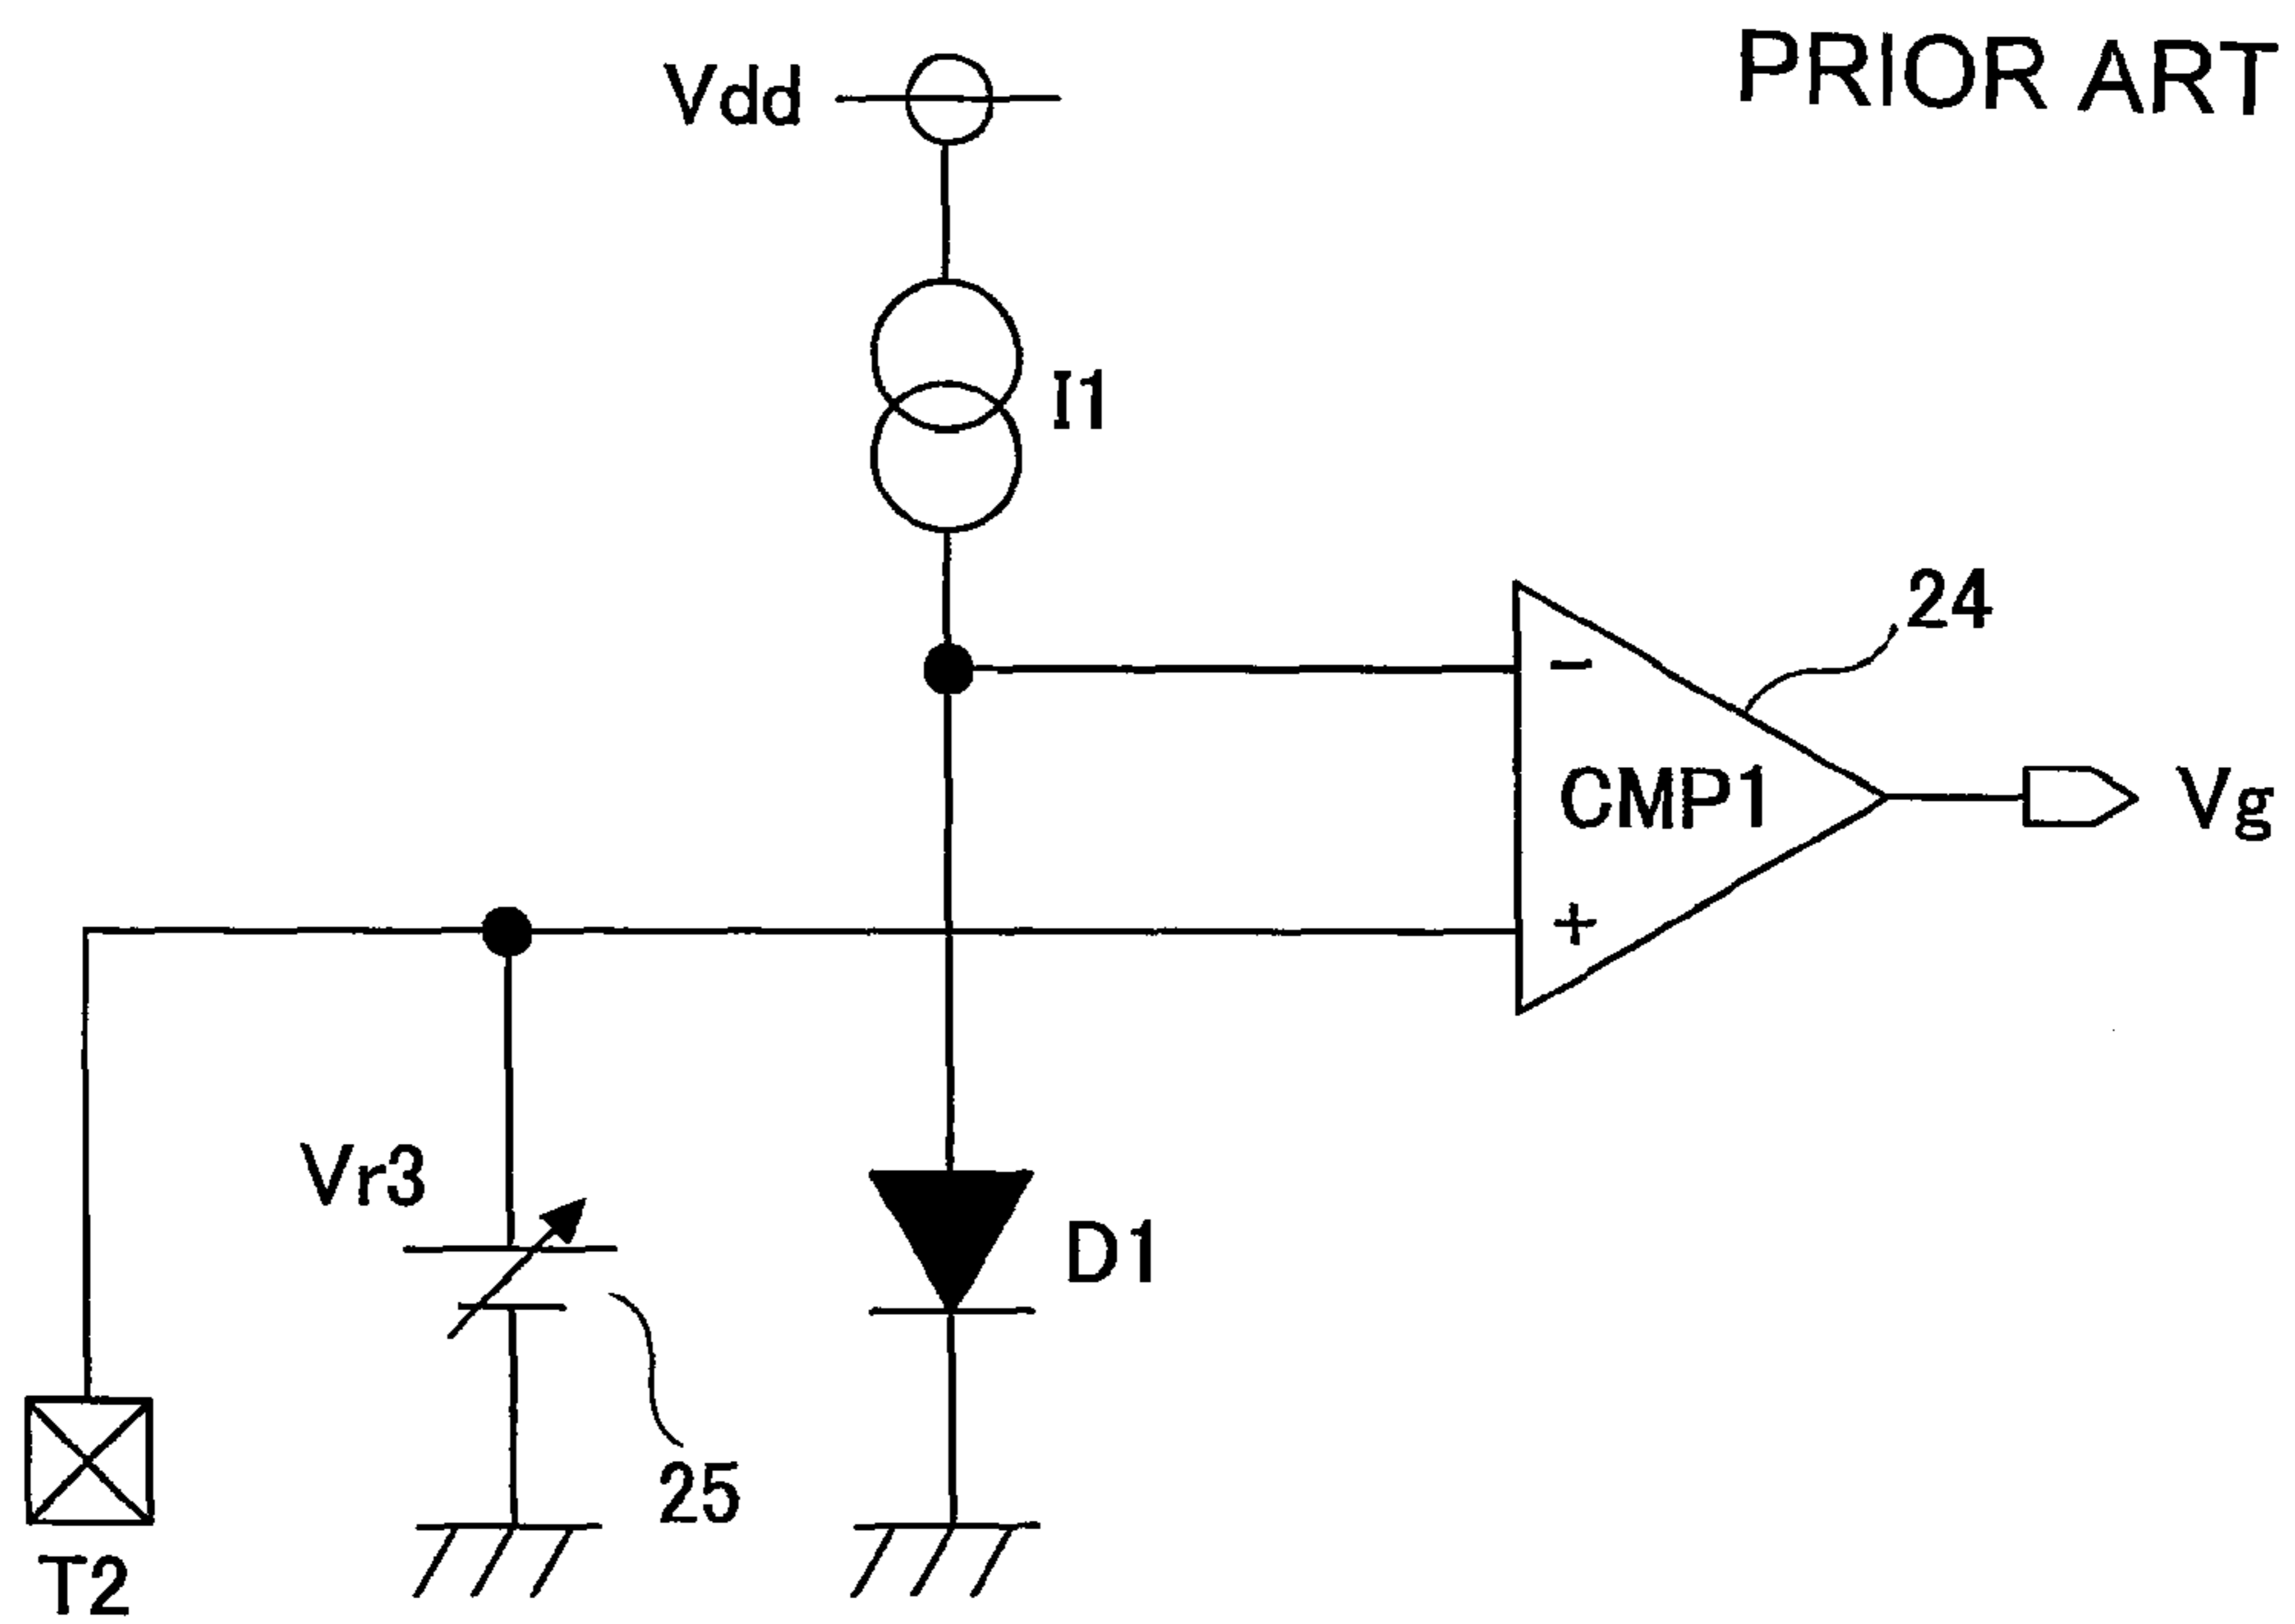 PRIOR ART
Vdd
I1
24
-
CMP1
Vg
+
Vr3
D1
25
T2